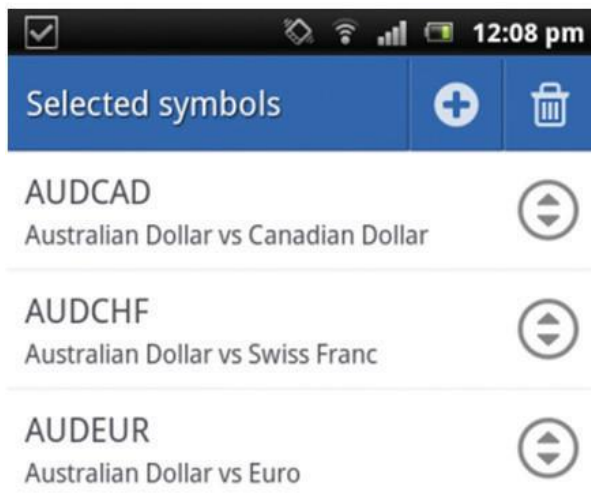 12:08 pm
Selected symbols
AUDCAD
Australian Dollar vs Canadian Dollar
AUDCHF
Australian Dollar vs Swiss Franc
AUDEUR
Australian Dollar vs Euro